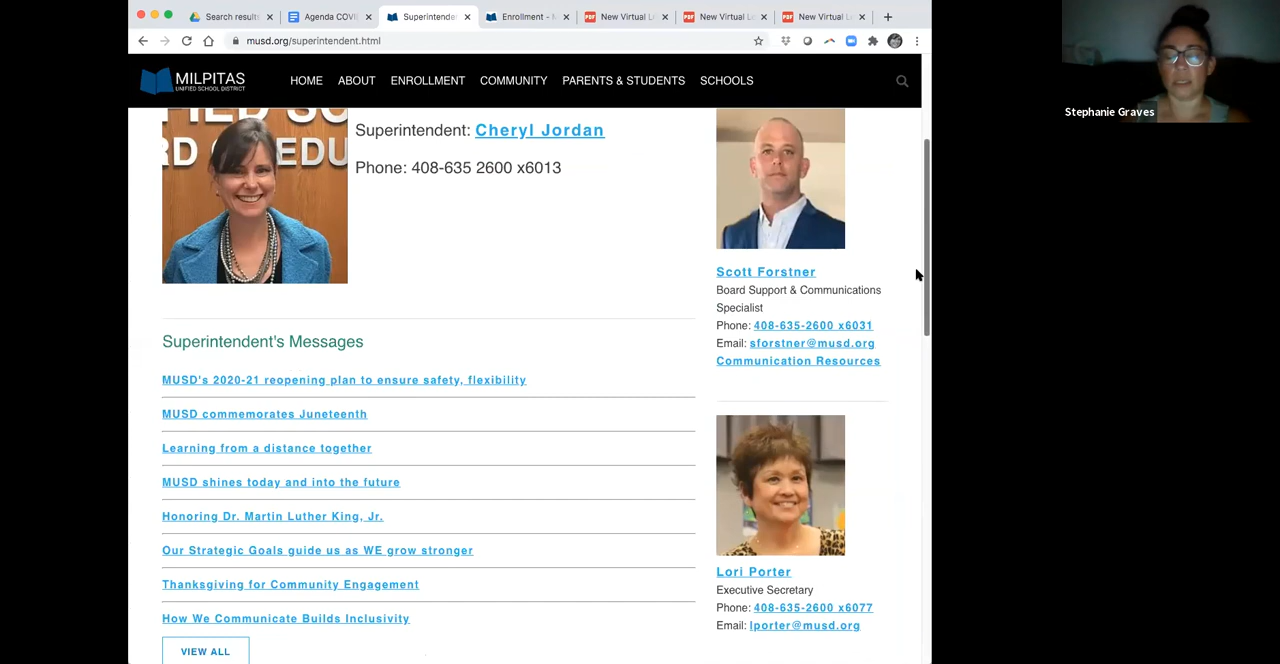 Search results
Agenda COVI
Superintende
Enrollment - M
New Virtual L
New Virtual L
New Virtual L
musd.org/superintendent.html
MILPITAS
UNIFIED SCHOOL DISTRICT
HOME ABOUT ENROLLMENT COMMUNITY PARENTS & STUDENTS SCHOOLS
Stephanie Graves
Superintendent: Cheryl Jordan
Phone: 408-635 2600 x6013
Superintendent's Messages
MUSD's 2020-21 reopening plan to ensure safety, flexibility
MUSD commemorates Juneteenth
Learning from a distance together
MUSD shines today and into the future
Honoring Dr. Martin Luther King, Jr.
Our Strategic Goals guide us as WE grow stronger
Thanksgiving for Community Engagement
How We Communicate Builds Inclusivity
VIEW ALL
Scott Forstner
Board Support & Communications
Specialist
Phone: 408-635-2600 x6031
Email: sforstner@musd.org
Communication Resources
Lori Porter
Executive Secretary
Phone: 408-635-2600 x6077
Email: lporter@musd.org